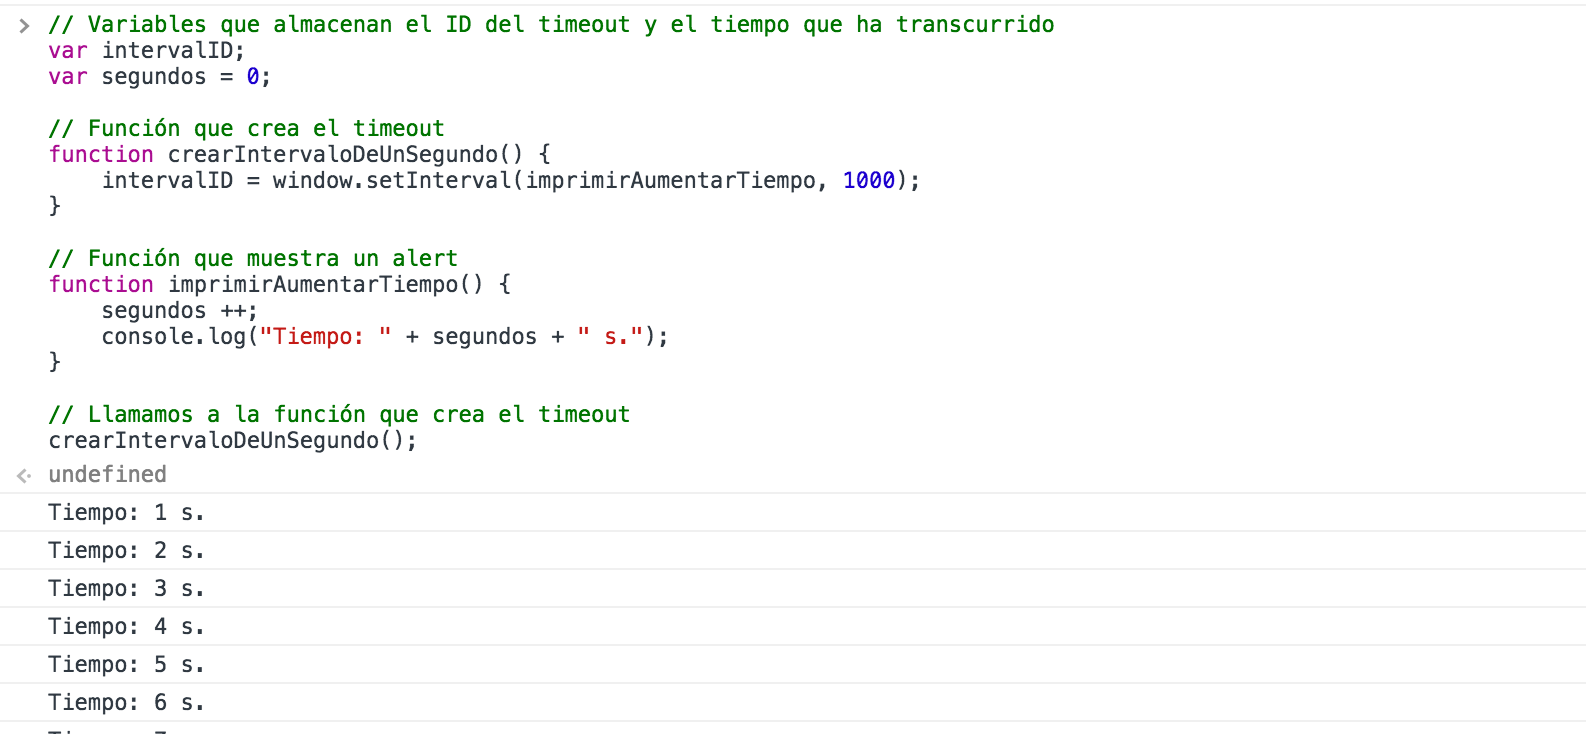 // Variables que almacenan el ID del timeout y el tiempo que ha transcurrido
var intervalID;
var segundos = 0;
// Función que crea el timeout
function crearIntervaloDeUnSegundo() {
    intervalID = window.setInterval(imprimirAumentarTiempo, 1000);
}
// Función que muestra un alert
function imprimirAumentarTiempo() {
    segundos ++;
    console.log("Tiempo: " + segundos + " s.");
}
// Llamamos a la función que crea el timeout
crearIntervaloDeUnSegundo();
undefined
Tiempo: 1 s.
Tiempo: 2 s.
Tiempo: 3 s.
Tiempo: 4 s.
Tiempo: 5 s.
Tiempo: 6 s.